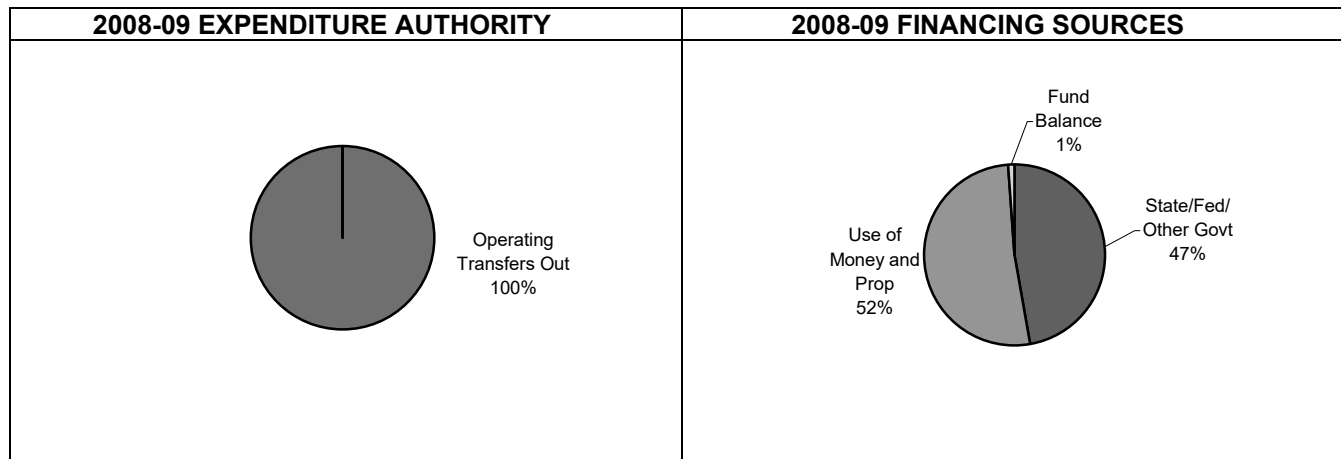 2008-09 EXPENDITURE AUTHORITY
2008-09 FINANCING SOURCES
Operating
Transfers Out
100%
Fund
Balance
1%
State/Fed/
Other Govt
47%
Use of
Money and
Prop
52%